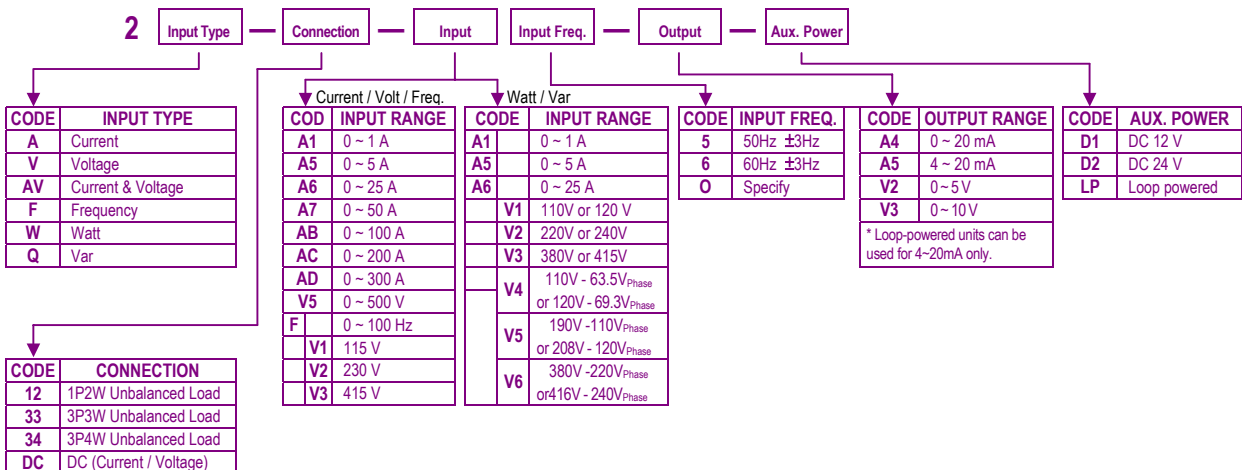 2 Input Type — Connection — Input Input Freq. — Output — Aux. Power
CODE INPUT TYPE
A Current
V Voltage
AV Current & Voltage
F Frequency
W Watt
Q Var
CODE CONNECTION
12 1P2W Unbalanced Load
33 3P3W Unbalanced Load
34 3P4W Unbalanced Load
DC DC (Current / Voltage)
Current / Volt / Freq.
COD INPUT RANGE
A1 0 ~ 1 A
A5 0 ~ 5 A
A6 0 ~ 25 A
A7 0 ~ 50 A
AB 0 ~ 100 A
AC 0 ~ 200 A
AD 0 ~ 300 A
V5 0 ~ 500 V
F 0 ~ 100 Hz
V1 115 V
V2 230 V
V3 415 V
Watt / Var
CODE INPUT RANGE
A1 0 ~ 1 A
A5 0 ~ 5 A
A6 0 ~ 25 A
V1 110V or 120 V
V2 220V or 240V
V3 380V or 415V
V4 110V - 63.5VPhase
or 120V - 69.3VPhase
V5 190V -110VPhase
or 208V - 120VPhase
V6 380V -220VPhase
or416V - 240VPhase
CODE INPUT FREQ.
5 50Hz ±3Hz
6 60Hz ±3Hz
O Specify
CODE OUTPUT RANGE
A4 0 ~ 20 mA
A5 4 ~ 20 mA
V2 0~ 5 V
V3 0~ 10 V
* Loop-powered units can be
used for 4~20mA only.
CODE AUX. POWER
D1 DC 12 V
D2 DC 24 V
LP Loop powered